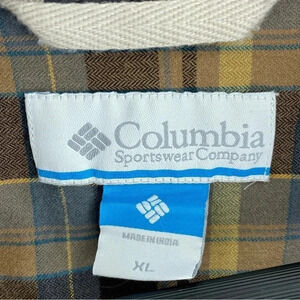 Columbia
Sportswear Company
MADE IN INDIA
XL